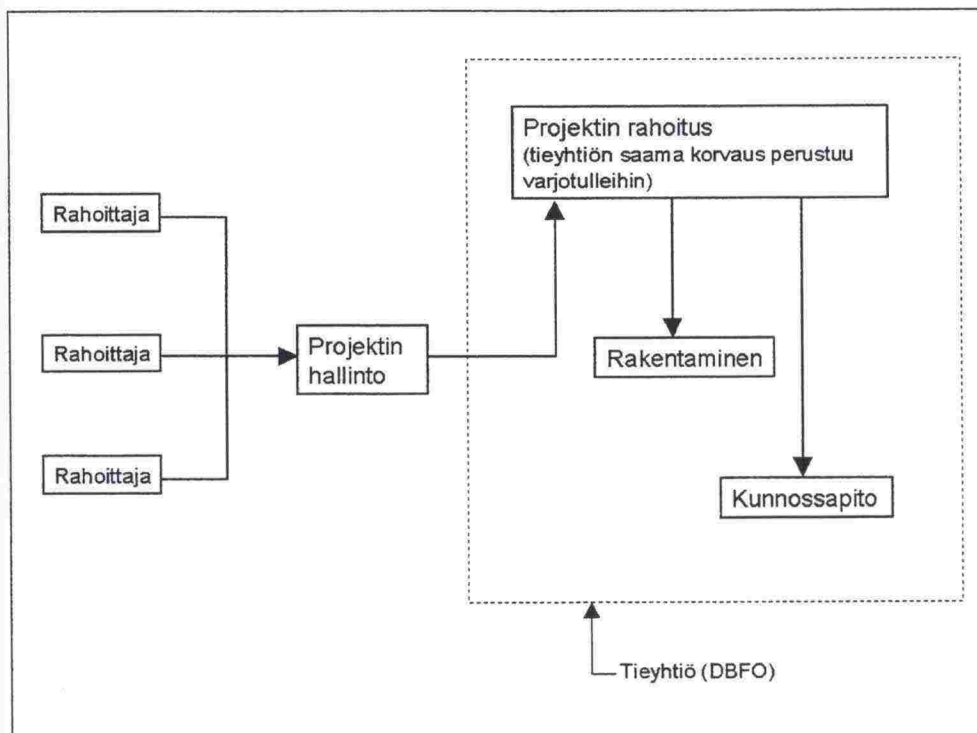 Projektin rahoitus
(tieyhtiön saama korvaus perustuu
varjotulleihin)
Rahoittaja
Rahoittaja
Projektin
hallinto
Rakentaminen
Rahoittaja
Kunnossapito
Tieyhtiö (DBFO)